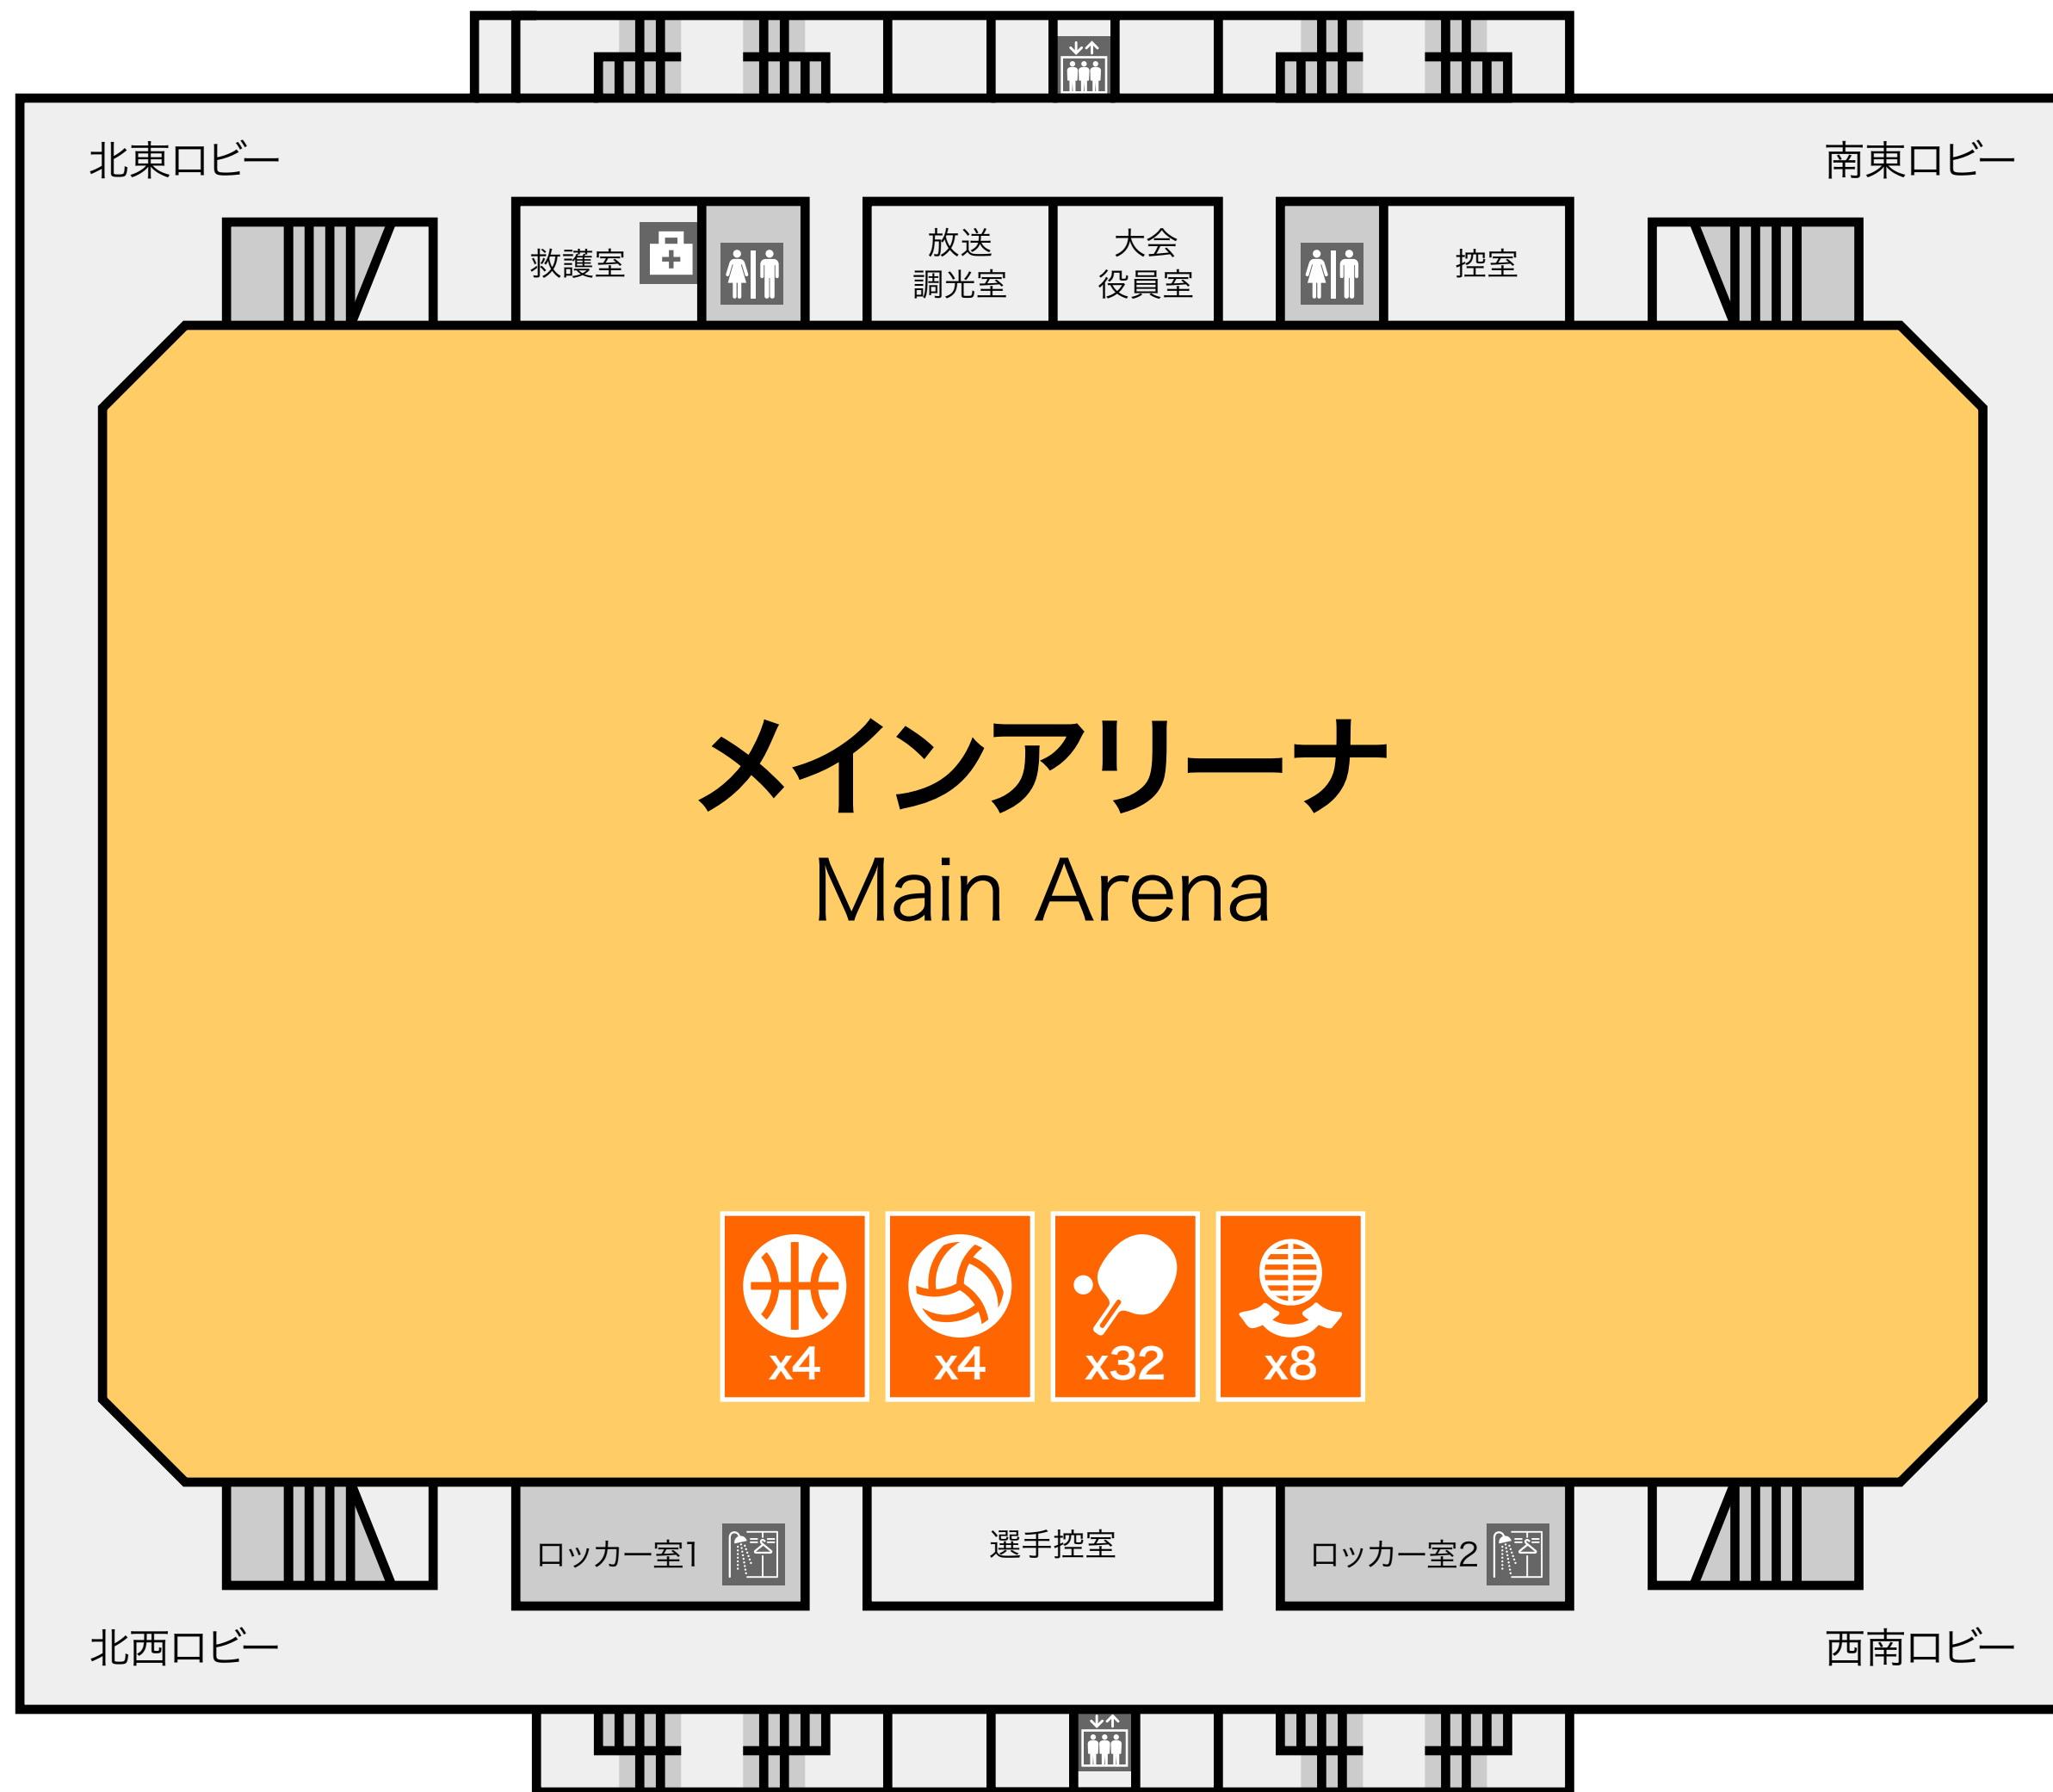 北東ロビー
南東ロビー
救護室
放送
調光室
大会
役員室
控室
メインアリーナ
Main Arena
x4
x4
x32
x8
ロッカー室1
選手控室
ロッカー室2
北西ロビー
西南ロビー